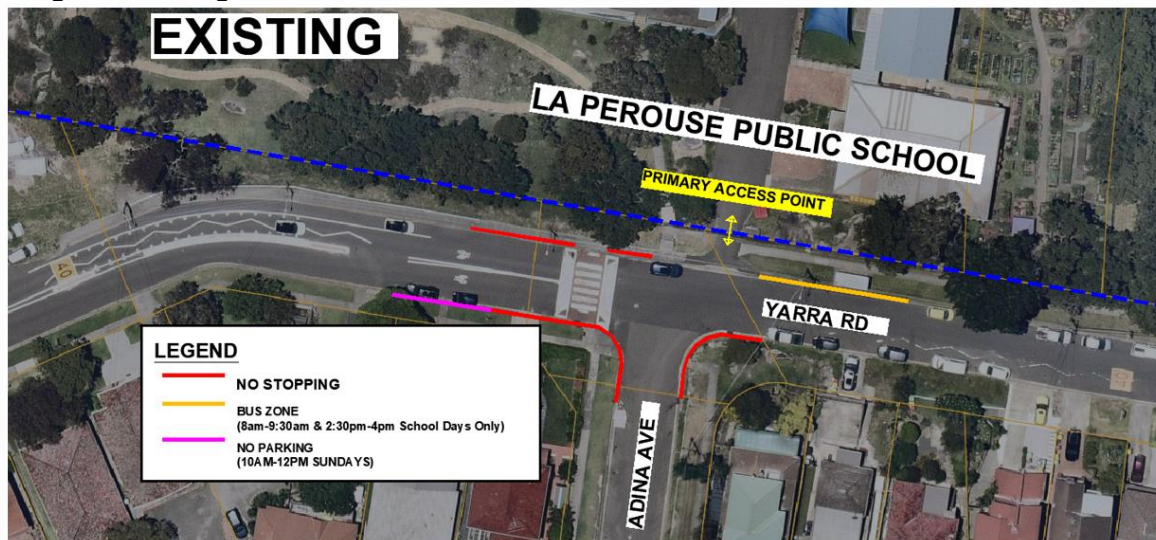 EXISTING
LA PEROUSE PUBLIC SCHOOL
PRIMARY ACCESS POINT
40
YARRA RD
LEGEND
NO STOPPING
BUS ZONE
(8am-9:30am & 2:30pm-4pm School Days Only)
NO PARKING
(10AM-12PM SUNDAYS)
ADINA AVE